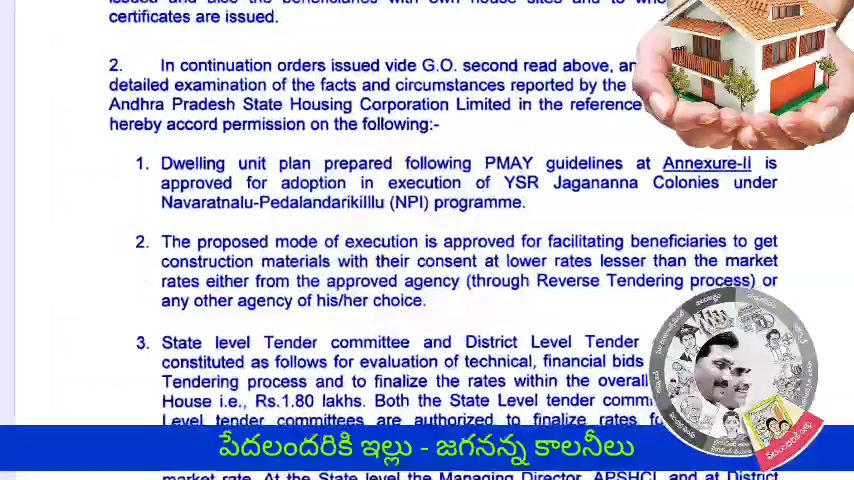 certificates are issued.
2. In continuation orders issued vide G.O. second read above, an
detailed examination of the facts and circumstances reported by the
Andhra Pradesh State Housing Corporation Limited in the reference
hereby accord permission on the following:-
1. Dwelling unit plan prepared following PMAY guidelines at Annexure-II is
approved for adoption in execution of YSR Jagananna Colonies under
Navaratnalu-Pedalandarikilllu (NPI) programme.
2. The proposed mode of execution is approved for facilitating beneficiaries to get
construction materials with their consent at lower rates lesser than the market
rates either from the approved agency (through Reverse Tendering process) or
any other agency of his/her choice.
3. State level Tender committee and District Level Tender
constituted as follows for evaluation of technical, financial bids
Tendering process and to finalize the rates within the overall
House i.e., Rs.1.80 lakhs. Both the State Level tender comm
Level tender committees are authorized to finalize rates fo
పేదలందరికి ఇల్లు - జగనన్న కాలనీలు
market rate. At the State level the Managing Director, APSHCL and at District
పేదలందరికీ ఇళ్లు